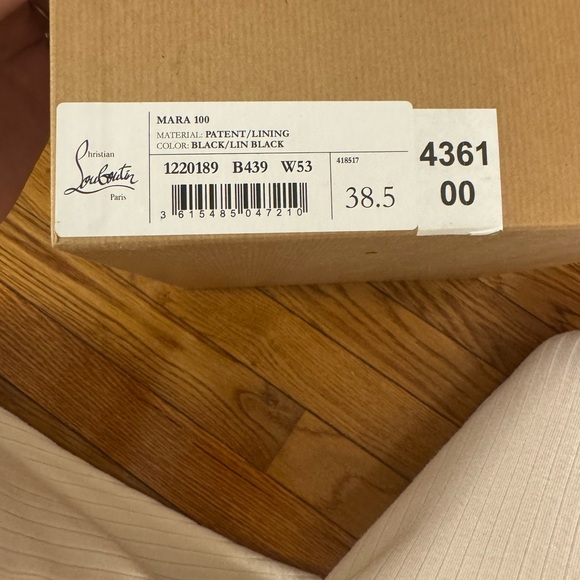 Christian
Louboutin
Paris
MARA 100
MATERIAL: PATENT/LINING
COLOR: BLACK/LIN BLACK
1220189 B439 W53
3 615485 047210
418517
38.5
4361
00